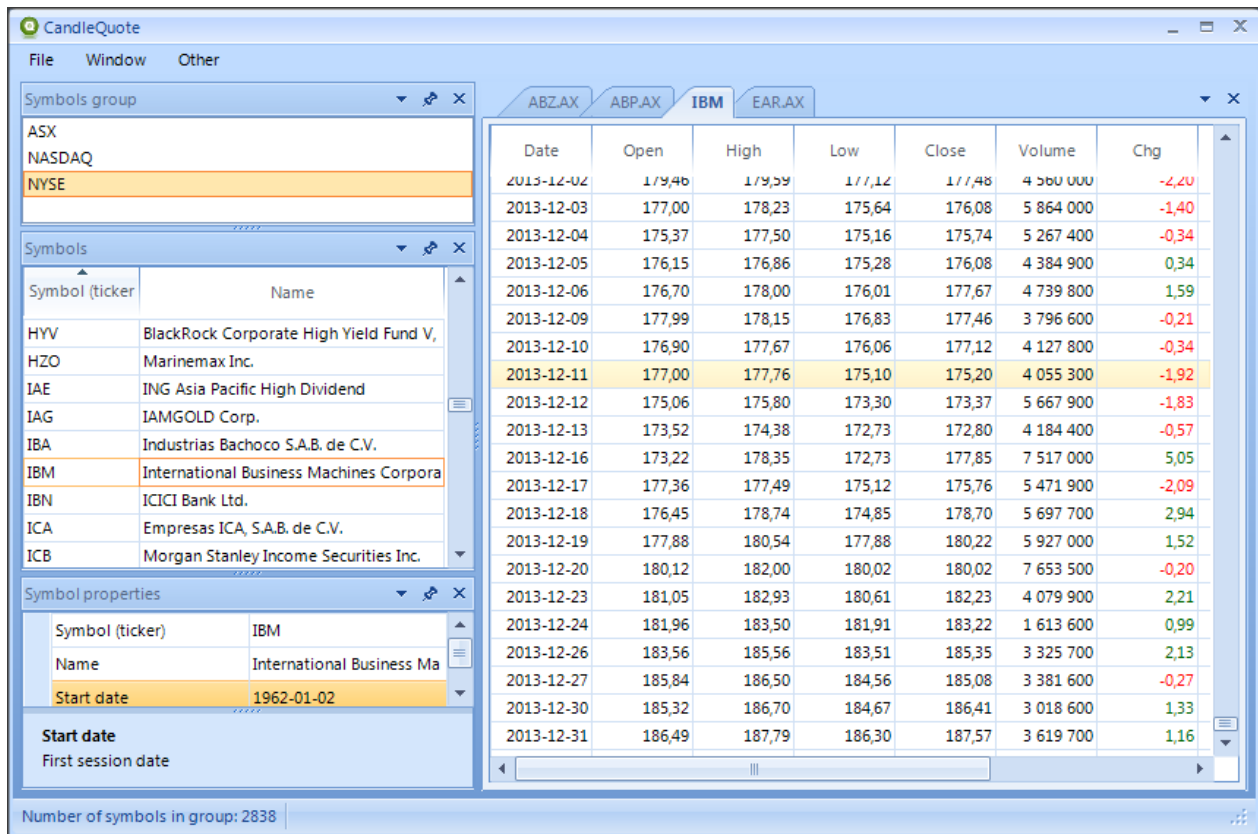 CandleQuote
File Window Other
Symbols group
ASX
NASDAQ
NYSE
Symbols
Symbol (ticker Name
HYV BlackRock Corporate High Yield Fund V,
HZO Marinemax Inc.
IAE ING Asia Pacific High Dividend
IAG IAMGOLD Corp.
IBA Industrias Bachoco S.A.B. de C.V.
IBM International Business Machines Corpora
IBN ICICI Bank Ltd.
ICA Empresas ICA, S.A.B. de C.V.
ICB Morgan Stanley Income Securities Inc.
Symbol properties
Symbol (ticker) IBM
Name International Business Ma
Start date 1962-01-02
Start date
First session date
ABZ.AX ABP.AX IBM EAR.AX
Date Open High Low Close Volume Chg
2013-12-02 179,46 179,59 177,12 177,48 4 560 000 -2,20
2013-12-03 177,00 178,23 175,64 176,08 5 864 000 -1,40
2013-12-04 175,37 177,50 175,16 175,74 5 267 400 -0,34
2013-12-05 176,15 176,86 175,28 176,08 4 384 900 0,34
2013-12-06 176,70 178,00 176,01 177,67 4 739 800 1,59
2013-12-09 177,99 178,15 176,83 177,46 3 796 600 -0,21
2013-12-10 176,90 177,67 176,06 177,12 4 127 800 -0,34
2013-12-11 177,00 177,76 175,10 175,20 4 055 300 -1,92
2013-12-12 175,06 175,80 173,30 173,37 5 667 900 -1,83
2013-12-13 173,52 174,38 172,73 172,80 4 184 400 -0,57
2013-12-16 173,22 178,35 172,73 177,85 7 517 000 5,05
2013-12-17 177,36 177,49 175,12 175,76 5 471 900 -2,09
2013-12-18 176,45 178,74 174,85 178,70 5 697 700 2,94
2013-12-19 177,88 180,54 177,88 180,22 5 927 000 1,52
2013-12-20 180,12 182,00 180,02 180,02 7 653 500 -0,20
2013-12-23 181,05 182,93 180,61 182,23 4 079 900 2,21
2013-12-24 181,96 183,50 181,91 183,22 1 613 600 0,99
2013-12-26 183,56 185,56 183,51 185,35 3 325 700 2,13
2013-12-27 185,84 186,50 184,56 185,08 3 381 600 -0,27
2013-12-30 185,32 186,70 184,67 186,41 3 018 600 1,33
2013-12-31 186,49 187,79 186,30 187,57 3 619 700 1,16
Number of symbols in group: 2838